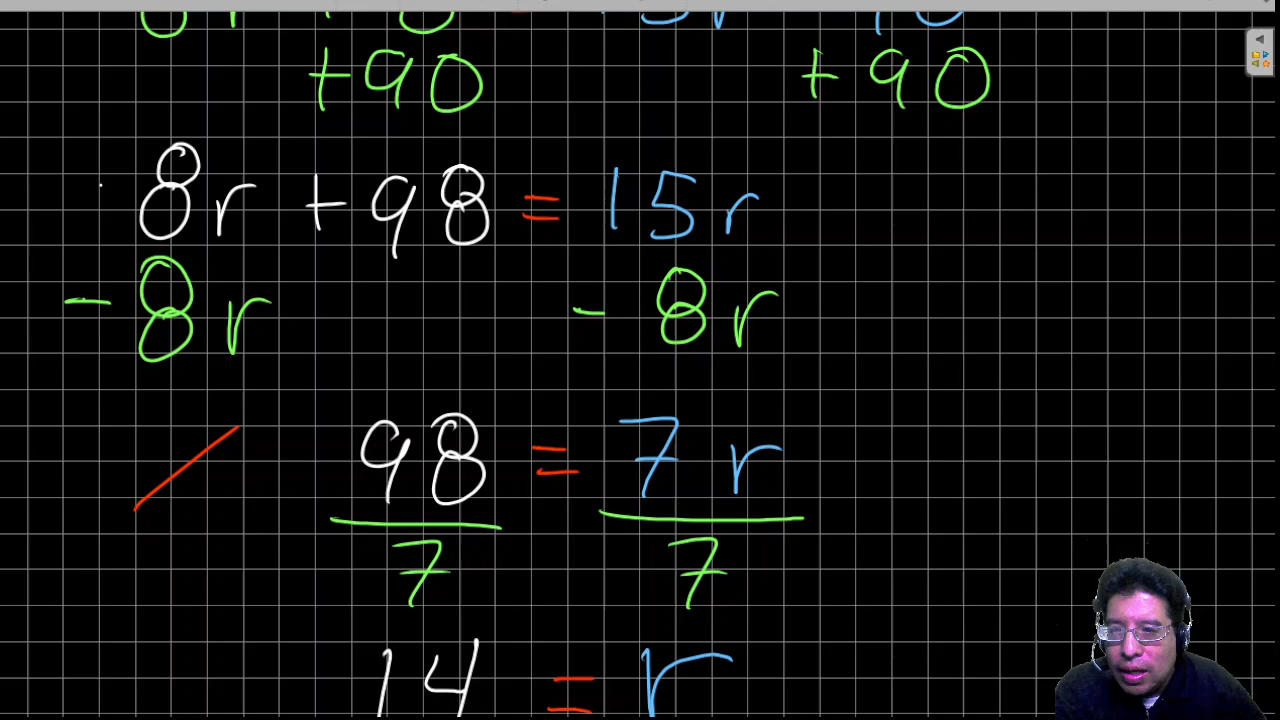 +90 +90
8r +98 = 15r
-8r -8r
98 = 7r
7 7
14 = r